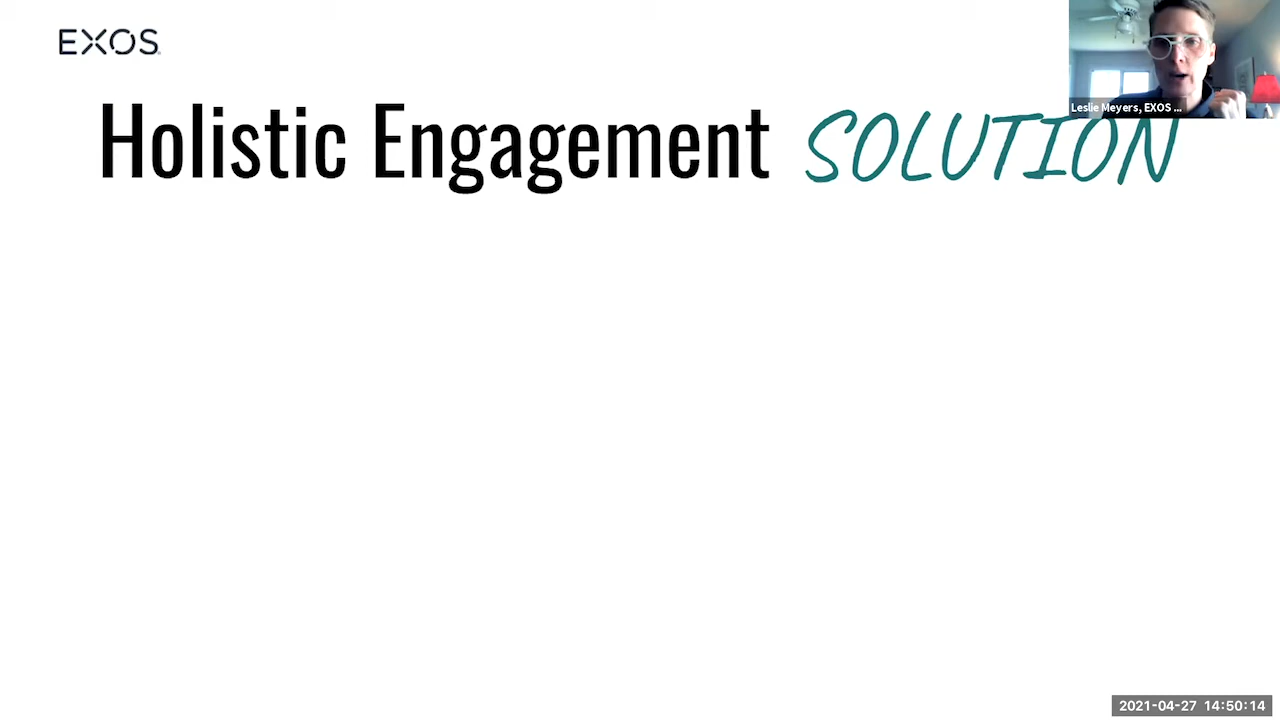 EXOS
Leslie Meyers, EXOS ...
Holistic Engagement SOLUTION
2021-04-27 14:50:14